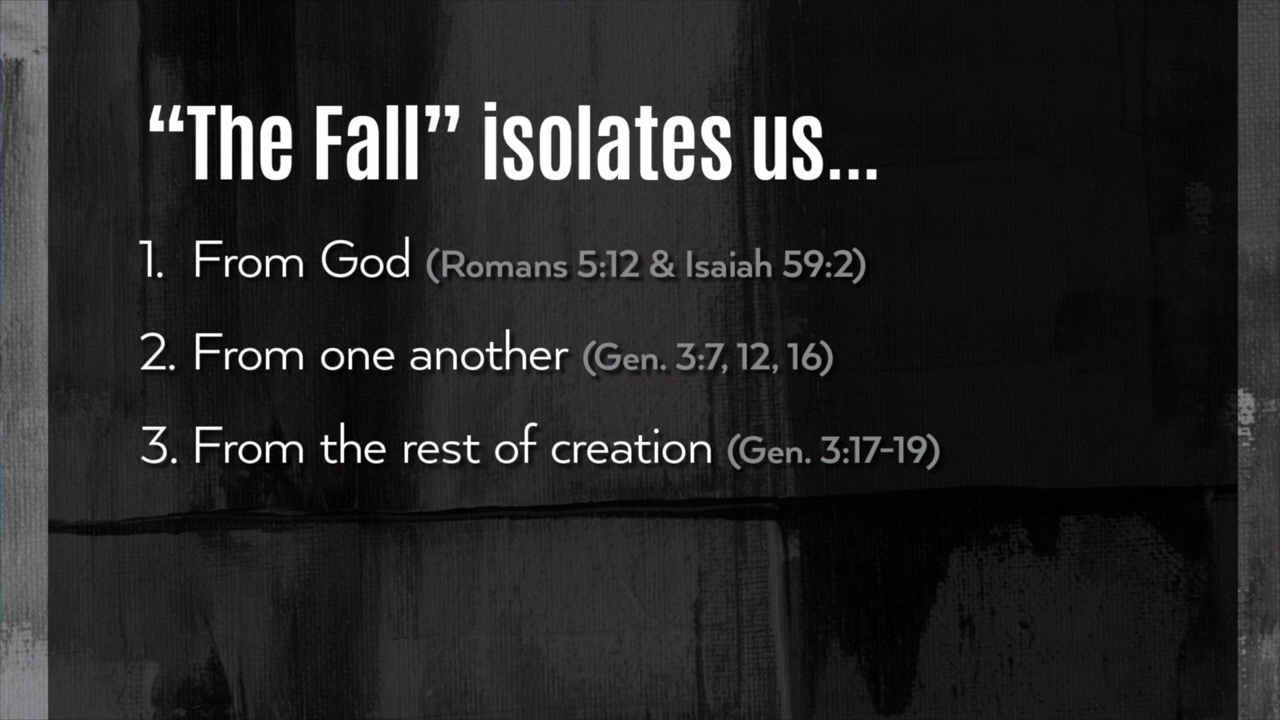 “The Fall” isolates us...
1. From God (Romans 5:12 & Isaiah 59:2)
2. From one another (Gen. 3:7, 12, 16)
3. From the rest of creation (Gen. 3:17-19)